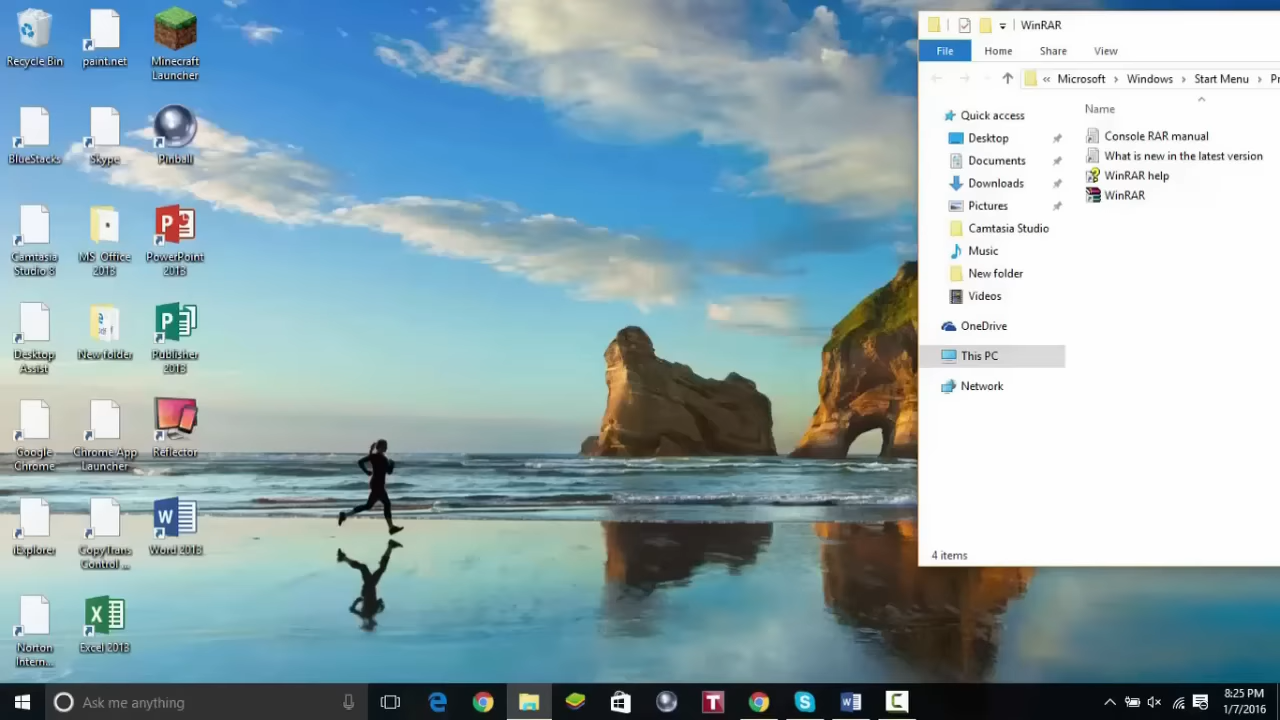 Recycle Bin
paint.net
Minecraft
Launcher
BlueStacks
Skype
Pinball
Camtasia
Studio 8
MS Office
2013
PowerPoint
2013
Desktop
Assist
New folder
Publisher
2013
Google
Chrome
Chrome App
Launcher
Reflector
iExplorer
CopyTrans
Control ...
Word 2013
Norton
Intern...
Excel 2013
WinRAR
File
Home
Share
View
« Microsoft > Windows > Start Menu > Pr
Quick access
Desktop
Documents
Downloads
Pictures
Camtasia Studio
Music
New folder
Videos
OneDrive
This PC
Network
Name
Console RAR manual
What is new in the latest version
WinRAR help
WinRAR
4 items
Ask me anything
8:25 PM
1/7/2016